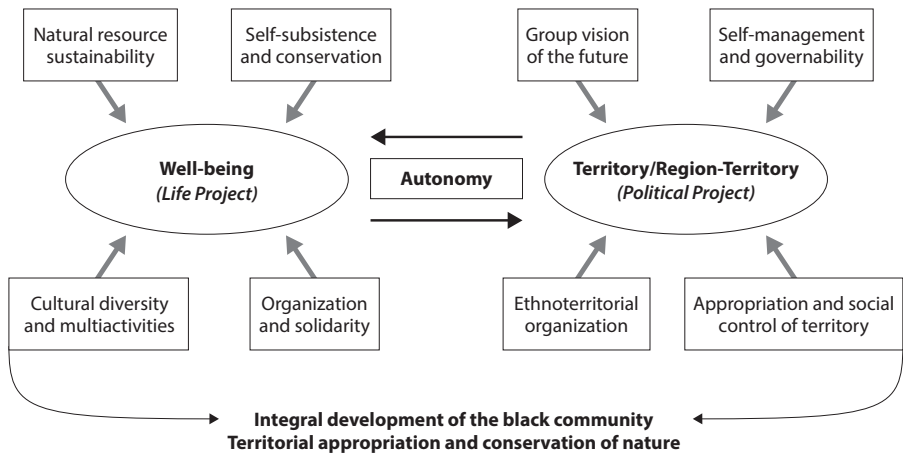 Natural resource
sustainability
Self-subsistence
and conservation
Group vision
of the future
Self-management
and governability
Well-being
(Life Project)
Autonomy
Territory/Region-Territory
(Political Project)
Cultural diversity
and multiactivities
Organization
and solidarity
Ethnoterritorial
organization
Appropriation and social
control of territory
Integral development of the black community
Territorial appropriation and conservation of nature